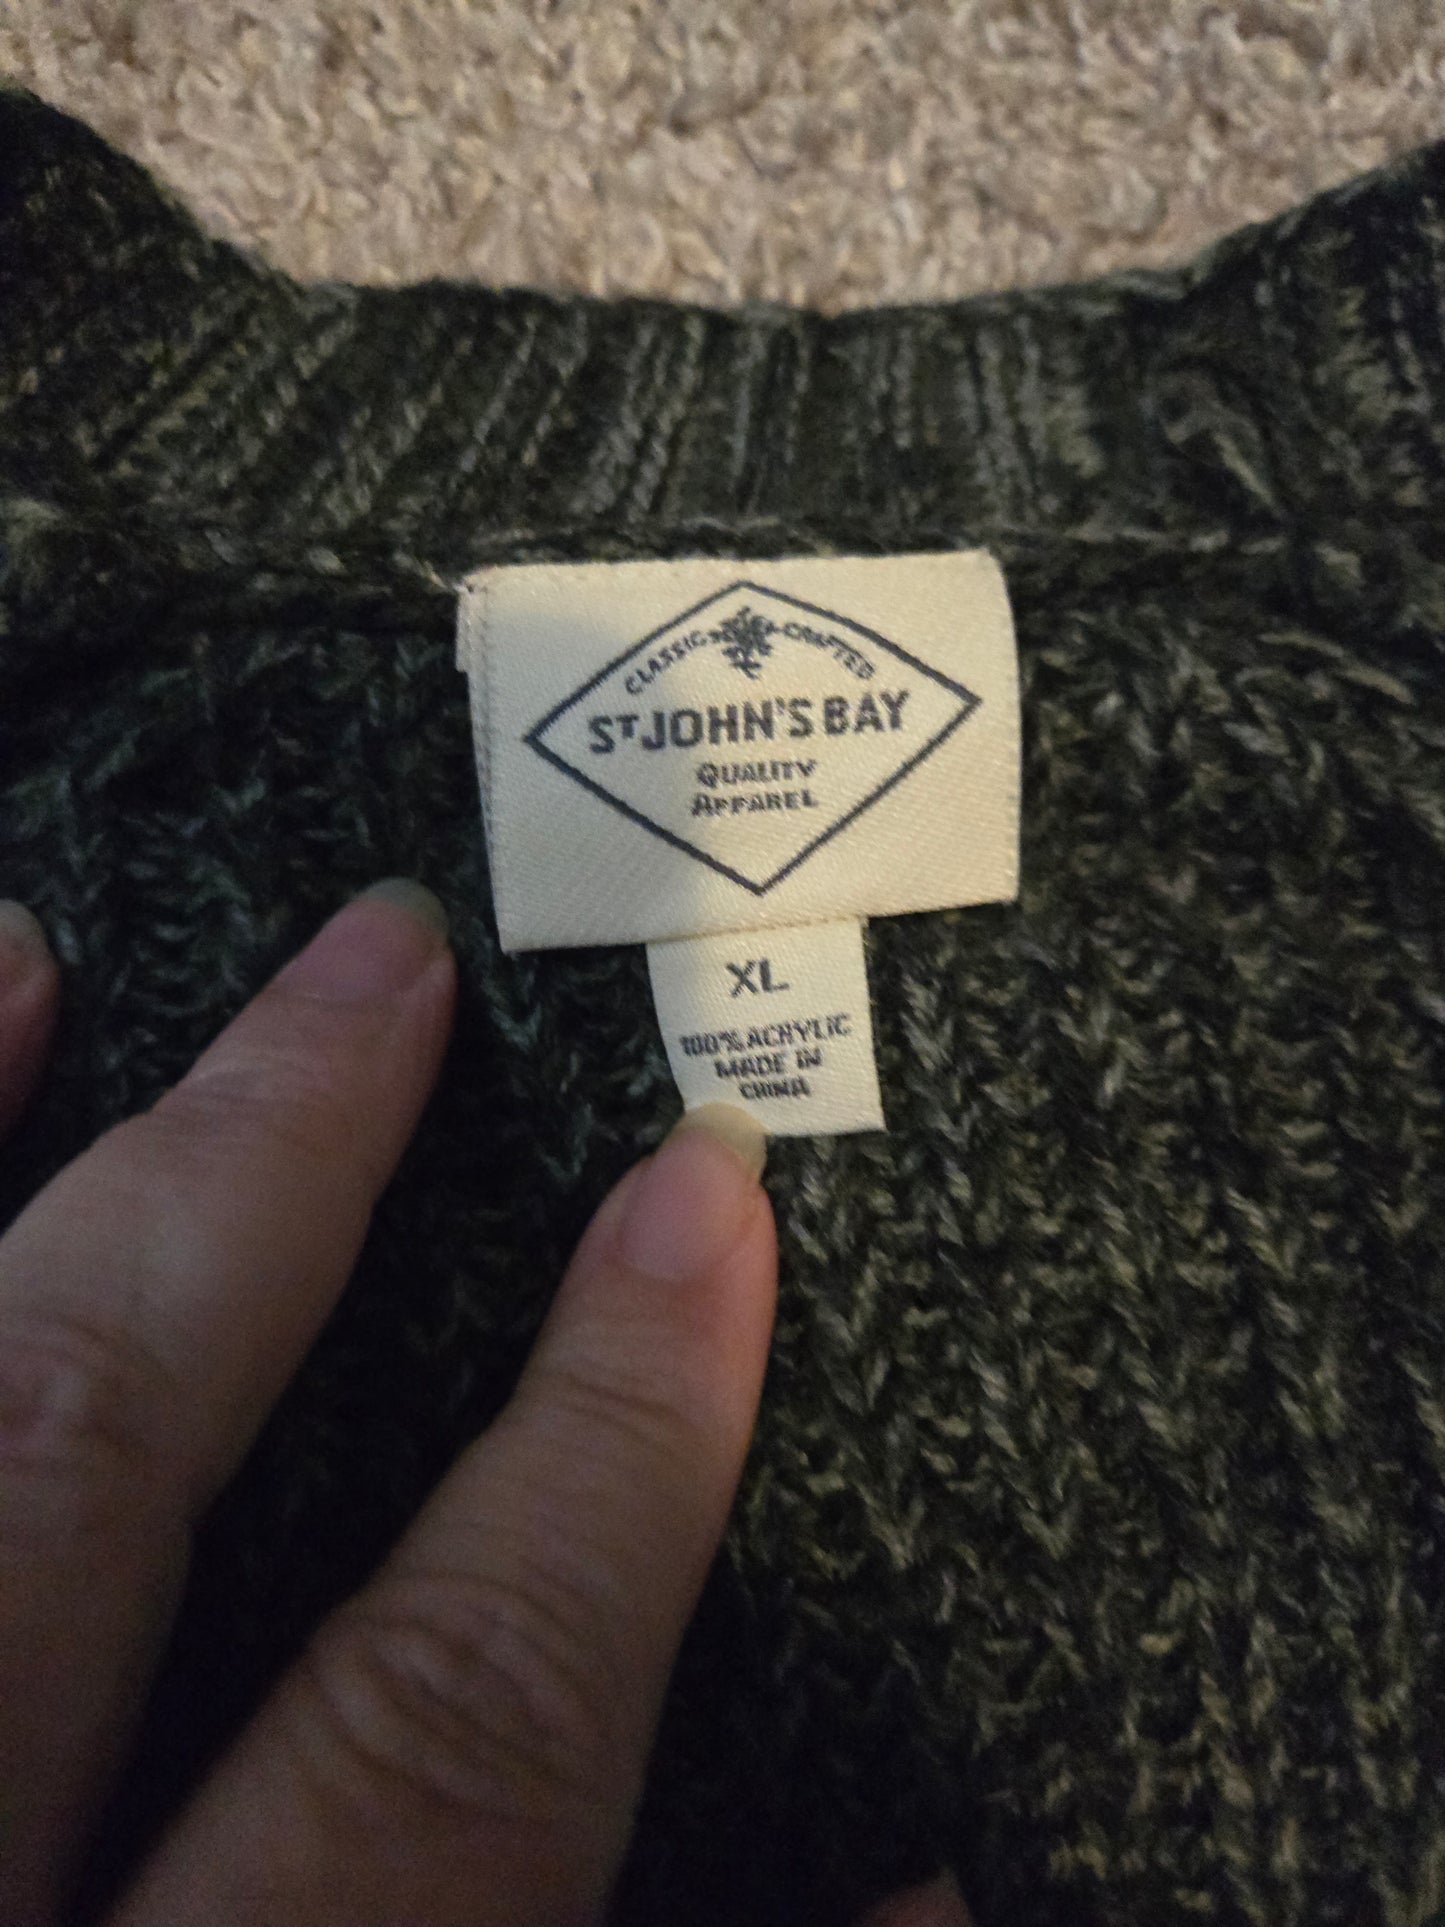 CLASSIC CRAFTED
ST JOHN'S BAY
QUALITY
APPAREL
XL
100% ACRYLIC
MADE IN
CHINA